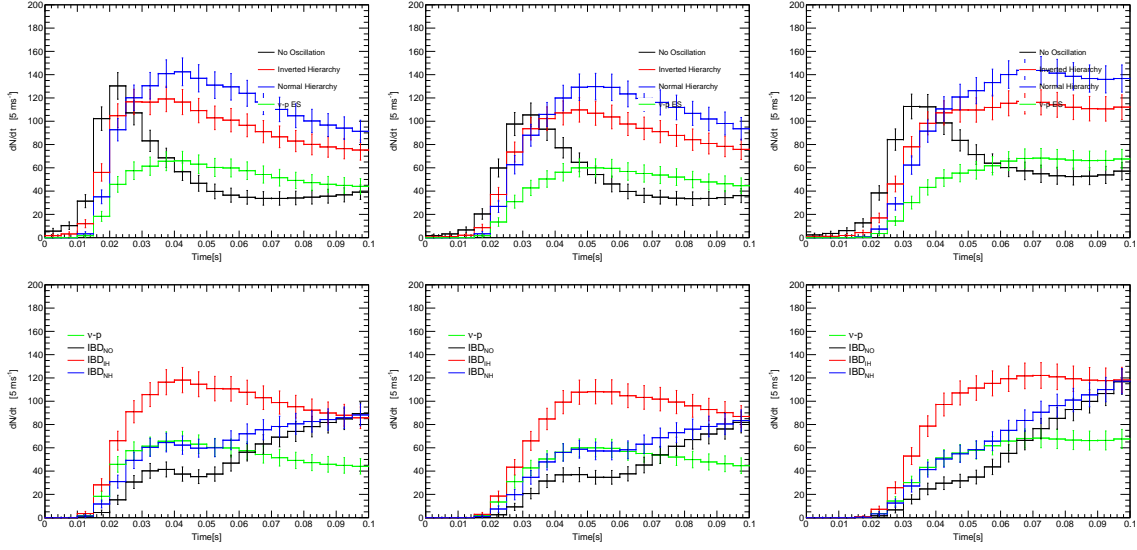 dN/dt [5 ms⁻¹]
200
180
160
140
120
100
80
60
40
20
0
No Oscillation
Inverted Hierarchy
Normal Hierarchy
ν-p ES
0 0.01 0.02 0.03 0.04 0.05 0.06 0.07 0.08 0.09 0.1
Time[s]
dN/dt [5 ms⁻¹]
200
180
160
140
120
100
80
60
40
20
0
No Oscillation
Inverted Hierarchy
Normal Hierarchy
ES
0 0.01 0.02 0.03 0.04 0.05 0.06 0.07 0.08 0.09 0.1
Time[s]
dN/dt [5 ms⁻¹]
200
180
160
140
120
100
80
60
40
20
0
No Oscillation
Inverted Hierarchy
Normal Hierarchy
ES
0 0.01 0.02 0.03 0.04 0.05 0.06 0.07 0.08 0.09 0.1
Time[s]
dN/dt [5 ms⁻¹]
200
180
160
140
120
100
80
60
40
20
0
ν-p
IBD_NO
IBD_IH
IBD_NH
0 0.01 0.02 0.03 0.04 0.05 0.06 0.07 0.08 0.09 0.1
Time[s]
dN/dt [5 ms⁻¹]
200
180
160
140
120
100
80
60
40
20
0
ν-p
IBD_NO
IBD_IH
IBD_NH
0 0.01 0.02 0.03 0.04 0.05 0.06 0.07 0.08 0.09 0.1
Time[s]
dN/dt [5 ms⁻¹]
200
180
160
140
120
100
80
60
40
20
0
ν-p
IBD_NO
IBD_IH
IBD_NH
0 0.01 0.02 0.03 0.04 0.05 0.06 0.07 0.08 0.09 0.1
Time[s]